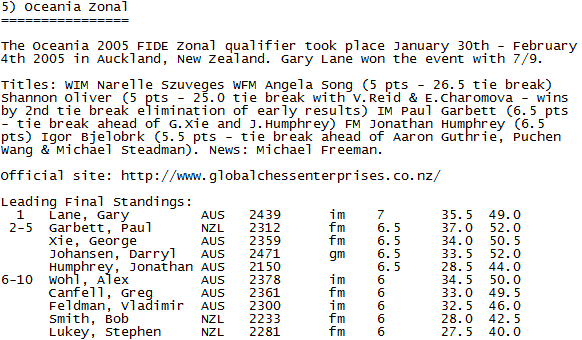 5) Oceania Zonal
================
The Oceania 2005 FIDE Zonal qualifier took place January 30th - February
4th 2005 in Auckland, New Zealand. Gary Lane won the event with 7/9.
Titles: WIM Narelle Szuveges WFM Angela Song (5 pts - 26.5 tie break)
Shannon Oliver (5 pts - 25.0 tie break with V.Reid & E.Charomova - wins
by 2nd tie break elimination of early results) IM Paul Garbett (6.5 pts
- tie break ahead of G.Xie and J.Humphrey) FM Jonathan Humphrey (6.5
pts) Igor Bjelobrk (5.5 pts - tie break ahead of Aaron Guthrie, Puchen
Wang & Michael Steadman). News: Michael Freeman.
Official site: http://www.globalchessenterprises.co.nz/
Leading Final Standings:
1 Lane, Gary AUS 2439 im 7 35.5 49.0
2-5 Garbett, Paul NZL 2312 fm 6.5 37.0 52.0
Xie, George AUS 2359 fm 6.5 34.0 50.5
Johansen, Darryl AUS 2471 gm 6.5 33.5 52.0
Humphrey, Jonathan AUS 2150 6.5 28.5 44.0
6-10 Wohl, Alex AUS 2378 im 6 34.5 50.0
Canfell, Greg AUS 2361 fm 6 33.0 49.5
Feldman, Vladimir AUS 2300 im 6 32.5 46.0
Smith, Bob NZL 2233 fm 6 28.0 42.5
Lukey, Stephen NZL 2281 fm 6 27.5 40.0